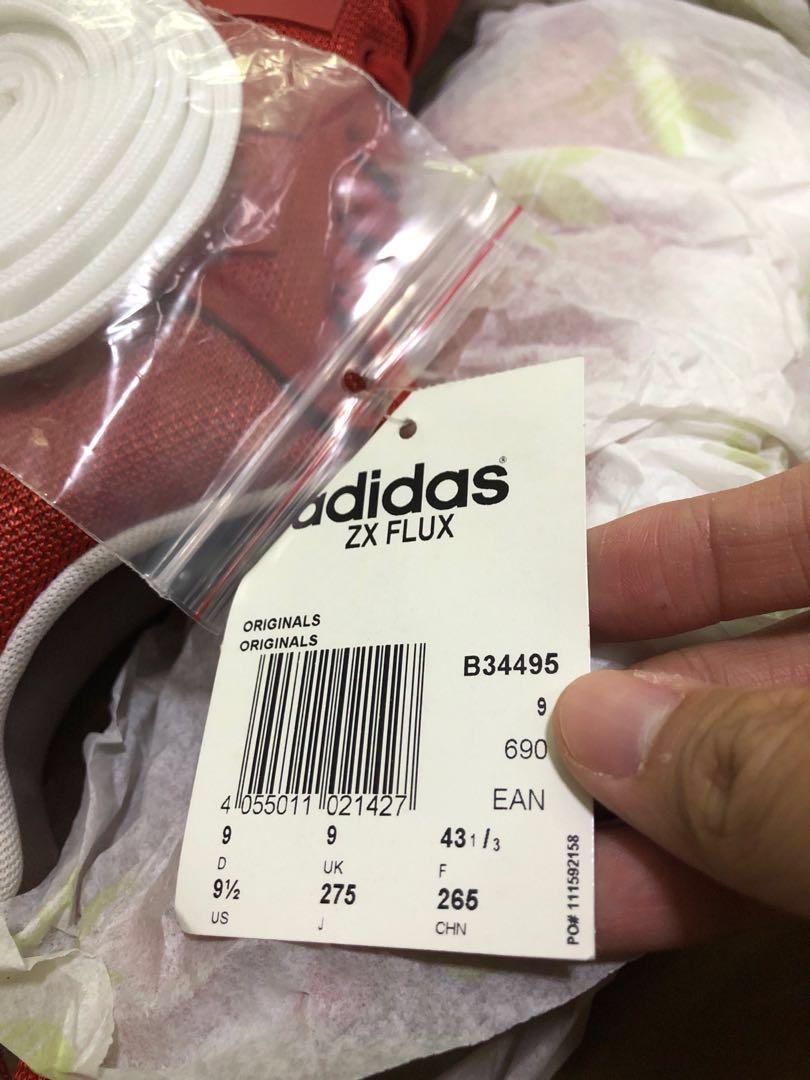 adidas®
ZX FLUX
ORIGINALS
ORIGINALS
B34495
9
690
EAN
4 055011 021427
9 9 43 1/3
D UK F
9½ 275 265
US J CHN
PO# 111592158